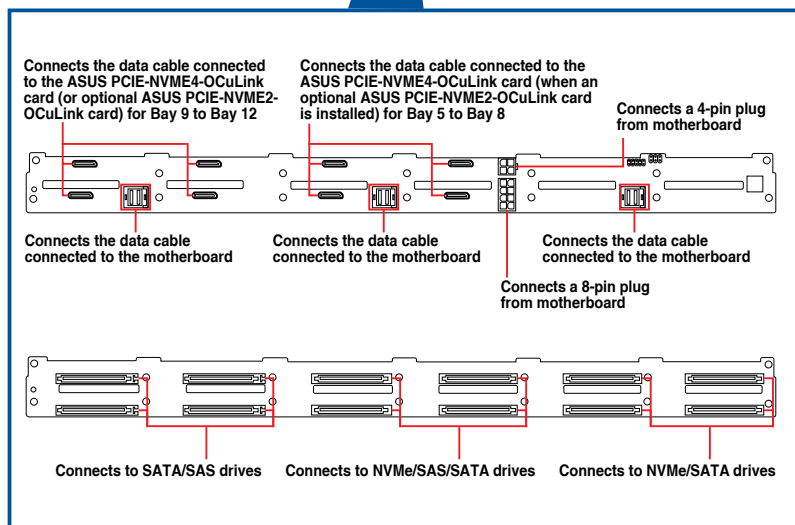 Connects the data cable connected
to the ASUS PCIE-NVME4-OCuLink
card (or optional ASUS PCIE-NVME2-
OCuLink card) for Bay 9 to Bay 12
Connects the data cable connected to the
ASUS PCIE-NVME4-OCuLink card (when an
optional ASUS PCIE-NVME2-OCuLink card
is installed) for Bay 5 to Bay 8
Connects a 4-pin plug
from motherboard
Connects the data cable
connected to the motherboard
Connects the data cable
connected to the motherboard
Connects the data cable
connected to the motherboard
Connects a 8-pin plug
from motherboard
Connects to SATA/SAS drives
Connects to NVMe/SAS/SATA drives
Connects to NVMe/SATA drives